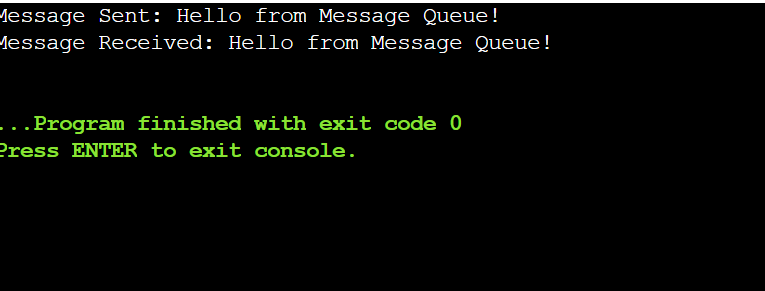 Message Sent: Hello from Message Queue!
Message Received: Hello from Message Queue!
...Program finished with exit code 0
Press ENTER to exit console.